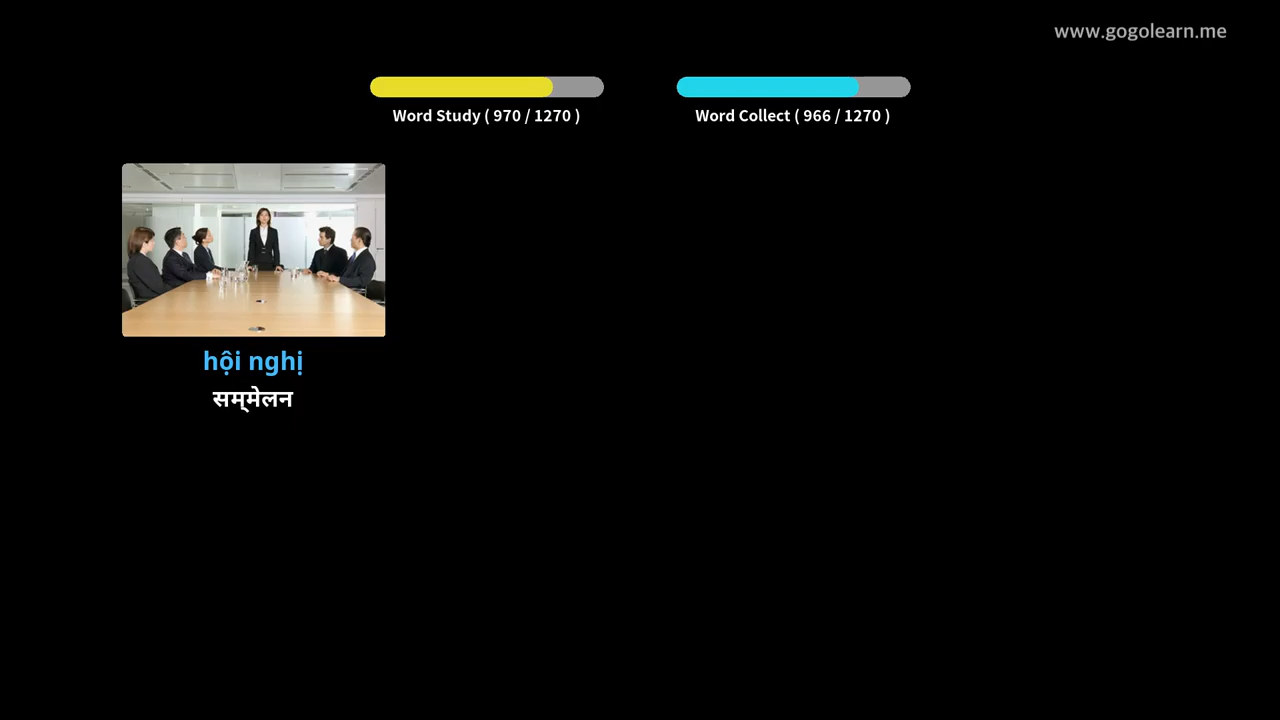 www.gogolearn.me
Word Study ( 970 / 1270 )
Word Collect ( 966 / 1270 )
hội nghị
सम्मेलन